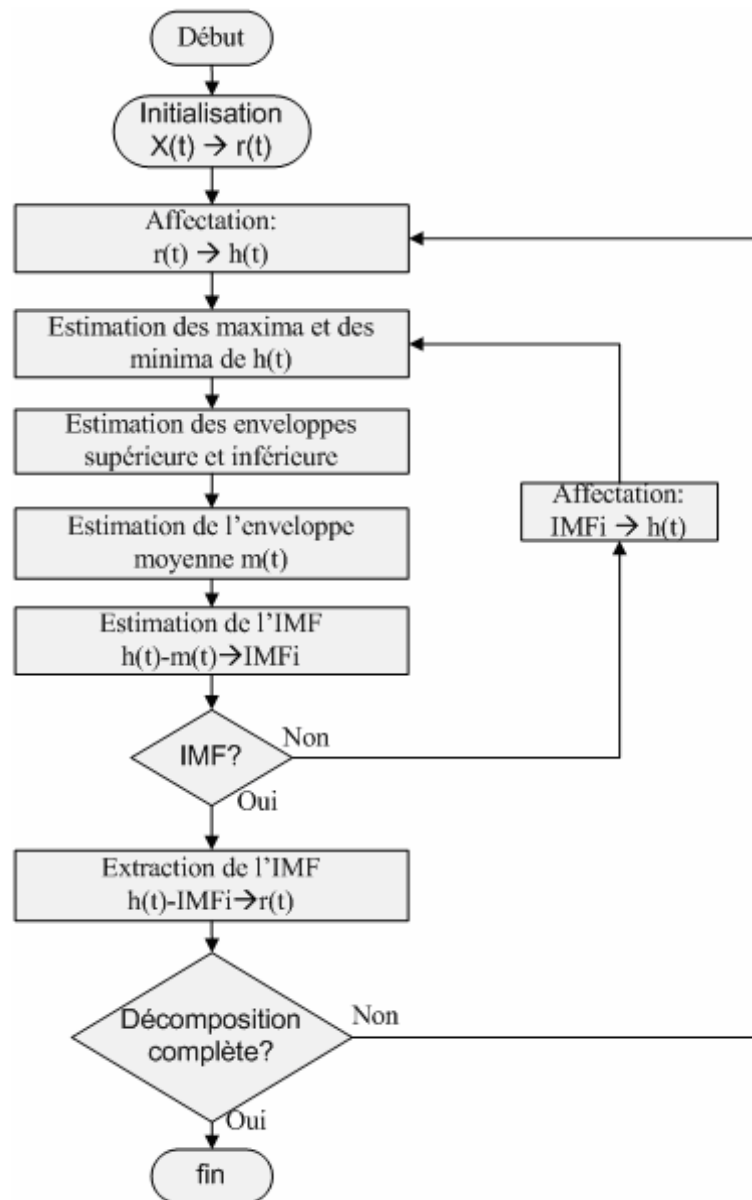 Début
Initialisation
X(t) → r(t)
Affectation:
r(t) → h(t)
Estimation des maxima et des
minima de h(t)
Estimation des enveloppes
supérieure et inférieure
Affectation:
IMFi → h(t)
Estimation de l'enveloppe
moyenne m(t)
Estimation de l'IMF
h(t)-m(t)→IMFi
IMF?
Non
Oui
Extraction de l'IMF
h(t)-IMFi→r(t)
Décomposition
complète?
Non
Oui
fin